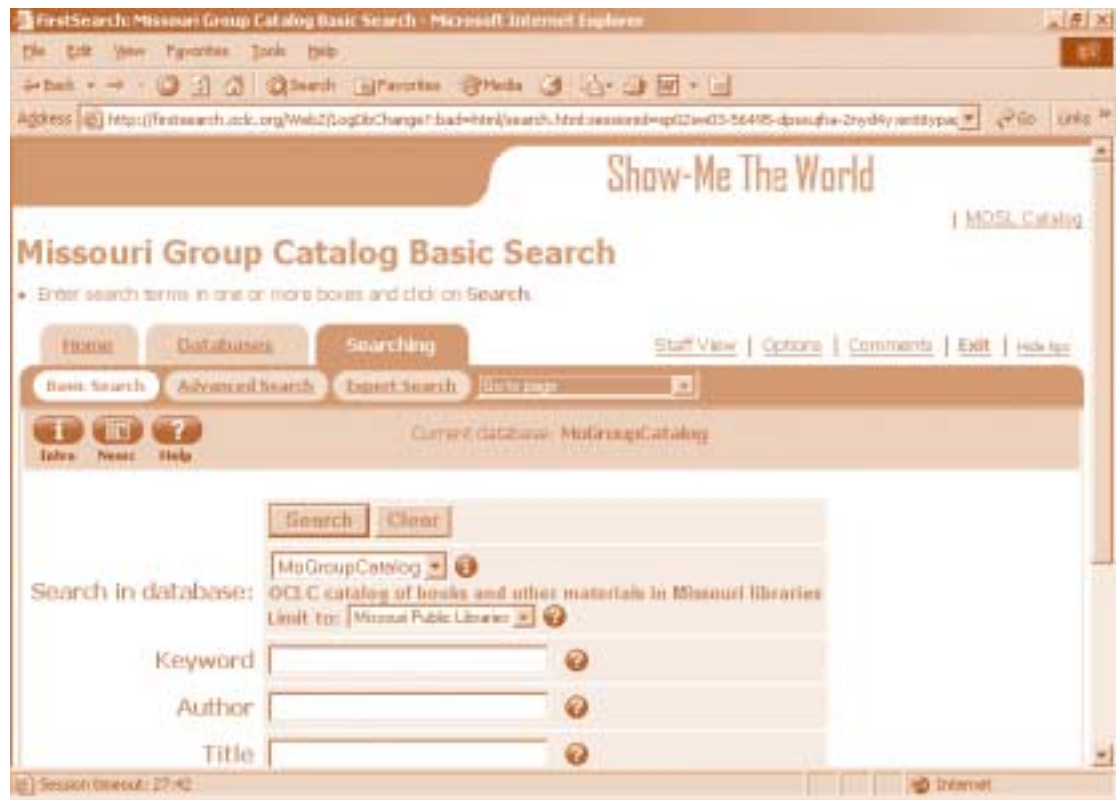 FirstSearch: Missouri Group Catalog Basic Search - Microsoft Internet Explorer
File Edit View Favorites Tools Help
Back Search Favorites Media
Address Go Links »
Show-Me The World
| MOSL Catalog
Missouri Group Catalog Basic Search
• Enter search terms in one or more boxes and click on Search.
Home Databases Searching Staff View | Options | Comments | Exit | Hide tips
Basic Search Advanced Search Expert Search Go to page
Intro News Help Current database: MoGroupCatalog
Search Clear
Search in database: MoGroupCatalog
OCLC catalog of books and other materials in Missouri libraries
Limit to: Missouri Public Libraries
Keyword
Author
Title
Session timeout: 27:42 Internet